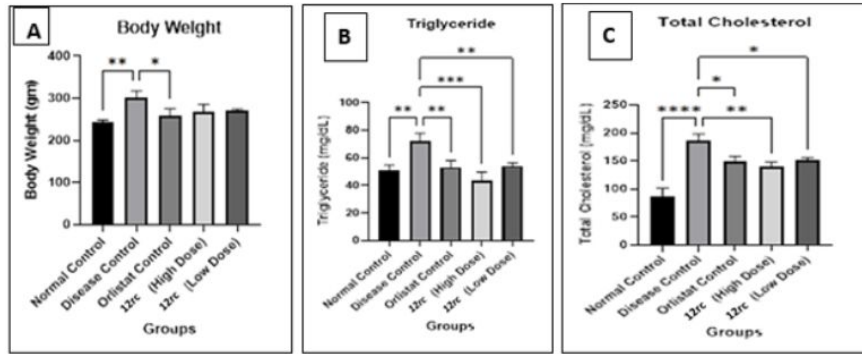 A
Body Weight
** *
Body Weight (gm)
400
300
200
100
0
Normal Control
Disease Control
Orlistat Control
12rc (High Dose)
12rc (Low Dose)
Groups
B
Triglyceride
**
***
** **
Triglyceride (mg/dL)
100
80
60
40
20
0
Normal Control
Disease Control
Orlistat Control
12rc (High Dose)
12rc (Low Dose)
Groups
C
Total Cholesterol
*
*
**** **
Total Cholesterol (mg/dL)
250
200
150
100
50
0
Normal Control
Disease Control
Orlistat Control
12rc (High Dose)
12rc (Low Dose)
Groups